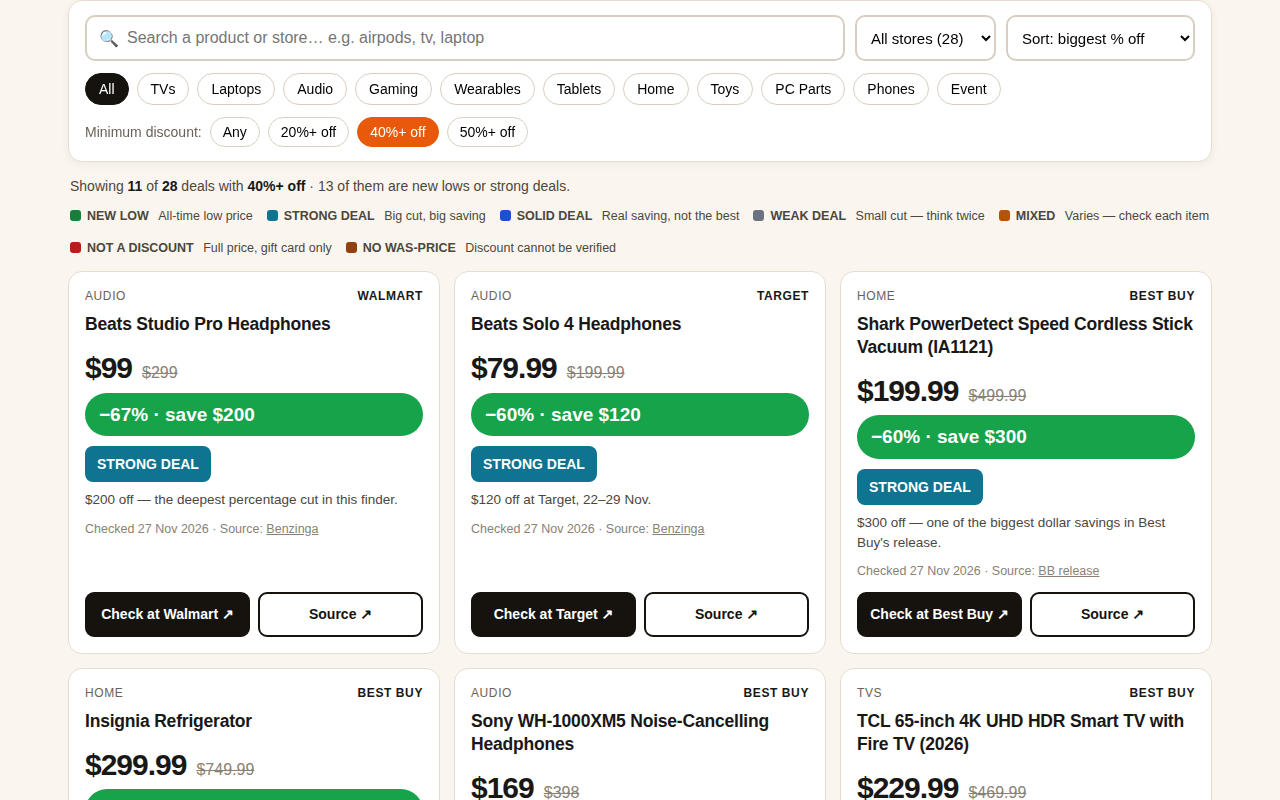 🔍 Search a product or store… e.g. airpods, tv, laptop
All stores (28)
Sort: biggest % off
All TVs Laptops Audio Gaming Wearables Tablets Home Toys PC Parts Phones Event
Minimum discount: Any 20%+ off 40%+ off 50%+ off
Showing 11 of 28 deals with 40%+ off · 13 of them are new lows or strong deals.
NEW LOW All-time low price STRONG DEAL Big cut, big saving SOLID DEAL Real saving, not the best WEAK DEAL Small cut — think twice MIXED Varies — check each item
NOT A DISCOUNT Full price, gift card only NO WAS-PRICE Discount cannot be verified
AUDIO WALMART
Beats Studio Pro Headphones
$99 $299
−67% · save $200
STRONG DEAL
$200 off — the deepest percentage cut in this finder.
Checked 27 Nov 2026 · Source: Benzinga
Check at Walmart ↗ Source ↗
AUDIO TARGET
Beats Solo 4 Headphones
$79.99 $199.99
−60% · save $120
STRONG DEAL
$120 off at Target, 22–29 Nov.
Checked 27 Nov 2026 · Source: Benzinga
Check at Target ↗ Source ↗
HOME BEST BUY
Shark PowerDetect Speed Cordless Stick
Vacuum (IA1121)
$199.99 $499.99
−60% · save $300
STRONG DEAL
$300 off — one of the biggest dollar savings in Best
Buy's release.
Checked 27 Nov 2026 · Source: BB release
Check at Best Buy ↗ Source ↗
HOME BEST BUY
Insignia Refrigerator
$299.99 $749.99
AUDIO BEST BUY
Sony WH-1000XM5 Noise-Cancelling
Headphones
$169 $398
TVS BEST BUY
TCL 65-inch 4K UHD HDR Smart TV with
Fire TV (2026)
$229.99 $469.99